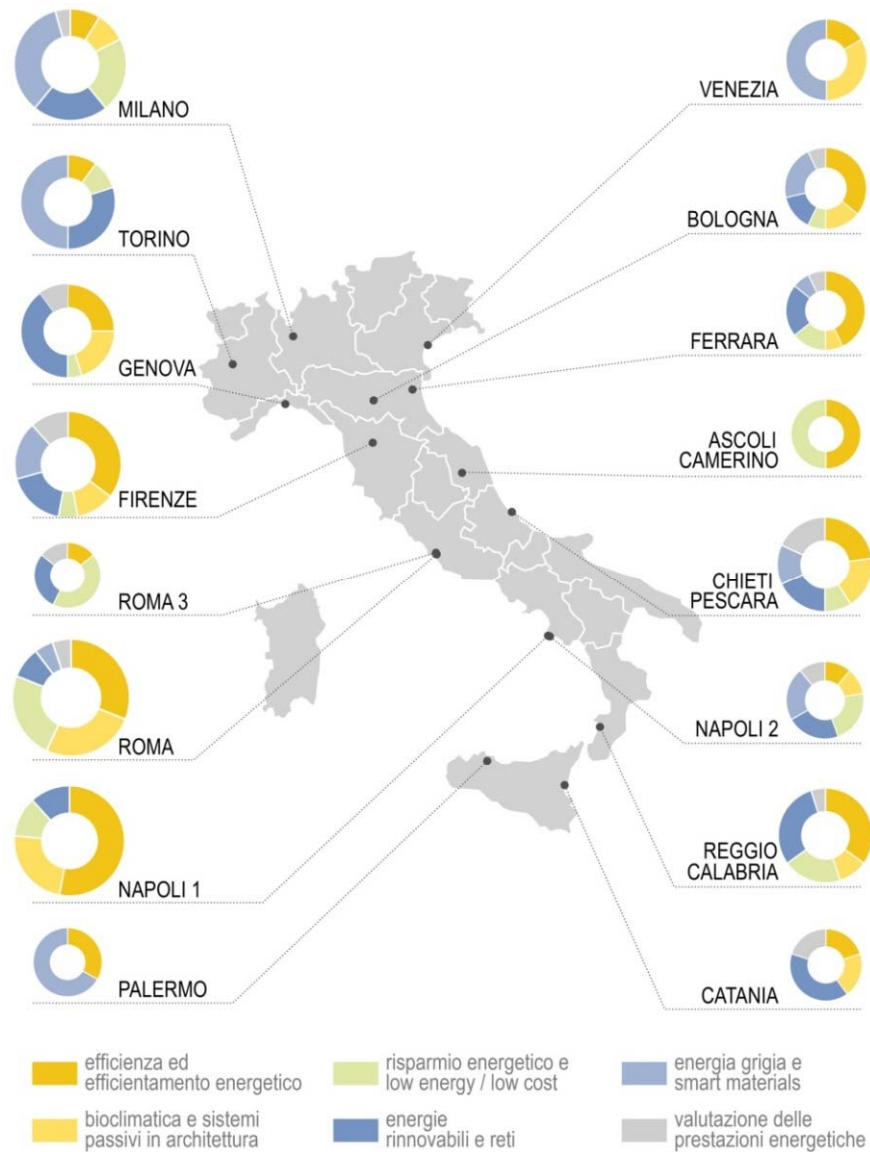 MILANO
TORINO
GENOVA
FIRENZE
ROMA 3
ROMA
NAPOLI 1
PALERMO
VENEZIA
BOLOGNA
FERRARA
ASCOLI
CAMERINO
CHIETI
PESCARA
NAPOLI 2
REGGIO
CALABRIA
CATANIA
efficienza ed
efficientamento energetico
bioclimatica e sistemi
passivi in architettura
risparmio energetico e
low energy / low cost
energie
rinnovabili e reti
energia grigia e
smart materials
valutazione delle
prestazioni energetiche